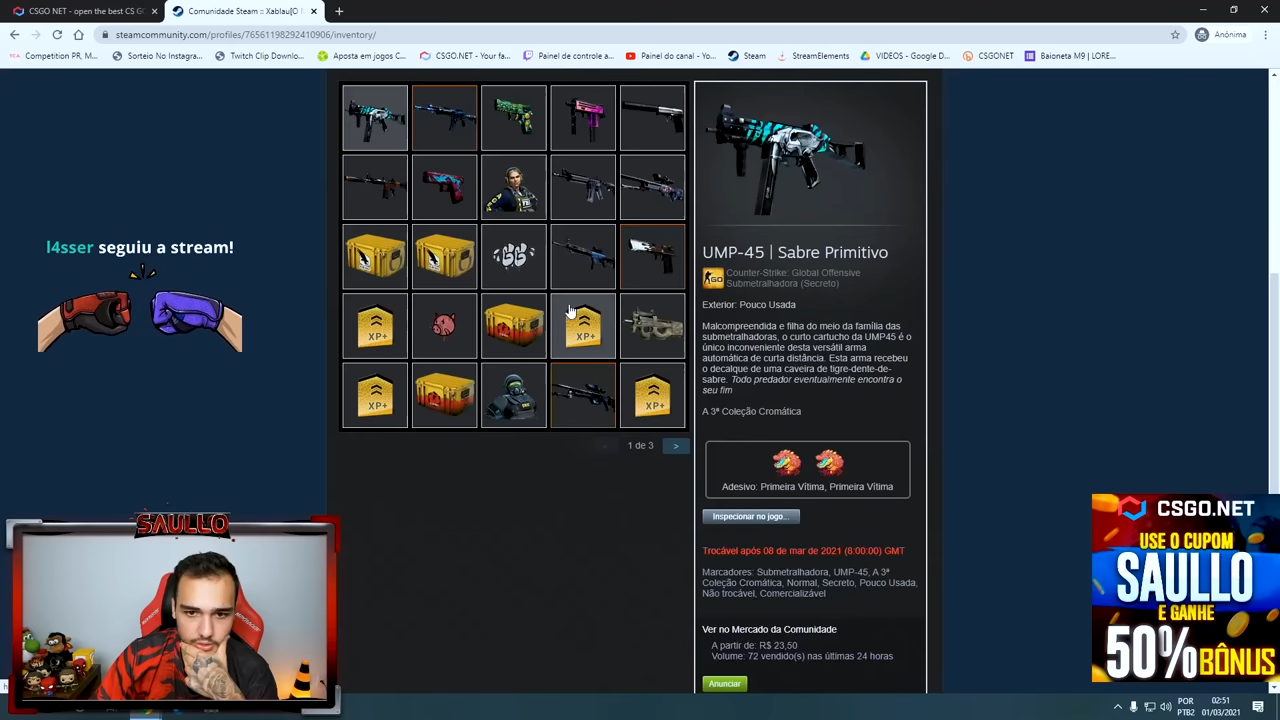 CSGO.NET - open the best CS G
Comunidade Steam :: Xablau[O
steamcommunity.com/profiles/76561198292410906/inventory/
Anônima
Competition PR, M...
Sorteio No Instagra...
Twitch Clip Downlo...
Aposta em jogos C...
CSGO.NET - Your fa...
Painel de controle a...
Painel do canal - Yo...
Steam
StreamElements
VIDEOS - Google D...
CSGONET
Baioneta M9 | LORE...
l4sser seguiu a stream!
UMP-45 | Sabre Primitivo
Counter-Strike: Global Offensive
Submetralhadora (Secreto)
Exterior: Pouco Usada
Malcompreendida e filha do meio da família das
submetralhadoras, o curto cartucho da UMP45 é o
único inconveniente desta versátil arma
automática de curta distância. Esta arma recebeu
o decalque de uma caveira de tigre-dente-de-
sabre. Todo predador eventualmente encontra o
seu fim
A 3ª Coleção Cromática
Adesivo: Primeira Vítima, Primeira Vítima
Inspecionar no jogo...
Trocável após 08 de mar de 2021 (8:00:00) GMT
Marcadores: Submetralhadora, UMP-45, A 3ª
Coleção Cromática, Normal, Secreto, Pouco Usada,
Não trocável, Comercializável
Ver no Mercado da Comunidade
A partir de: R$ 23,50
Volume: 72 vendido(s) nas últimas 24 horas
Anunciar
XP+
XP+
XP+
XP+
1 de 3
>
SAULLO
CSGO.NET
USE O CUPOM
SAULLO
E GANHE
50% BÔNUS
POR
PTB2
02:51
01/03/2021